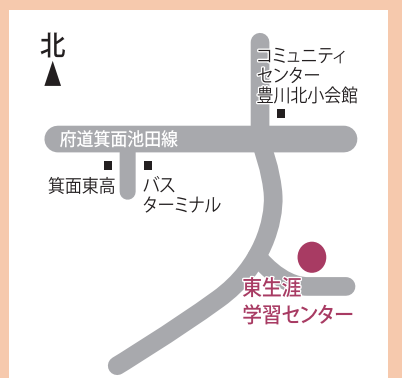 北
コミュニティ
センター
豊川北小会館
府道箕面池田線
箕面東高
バス
ターミナル
東生涯
学習センター